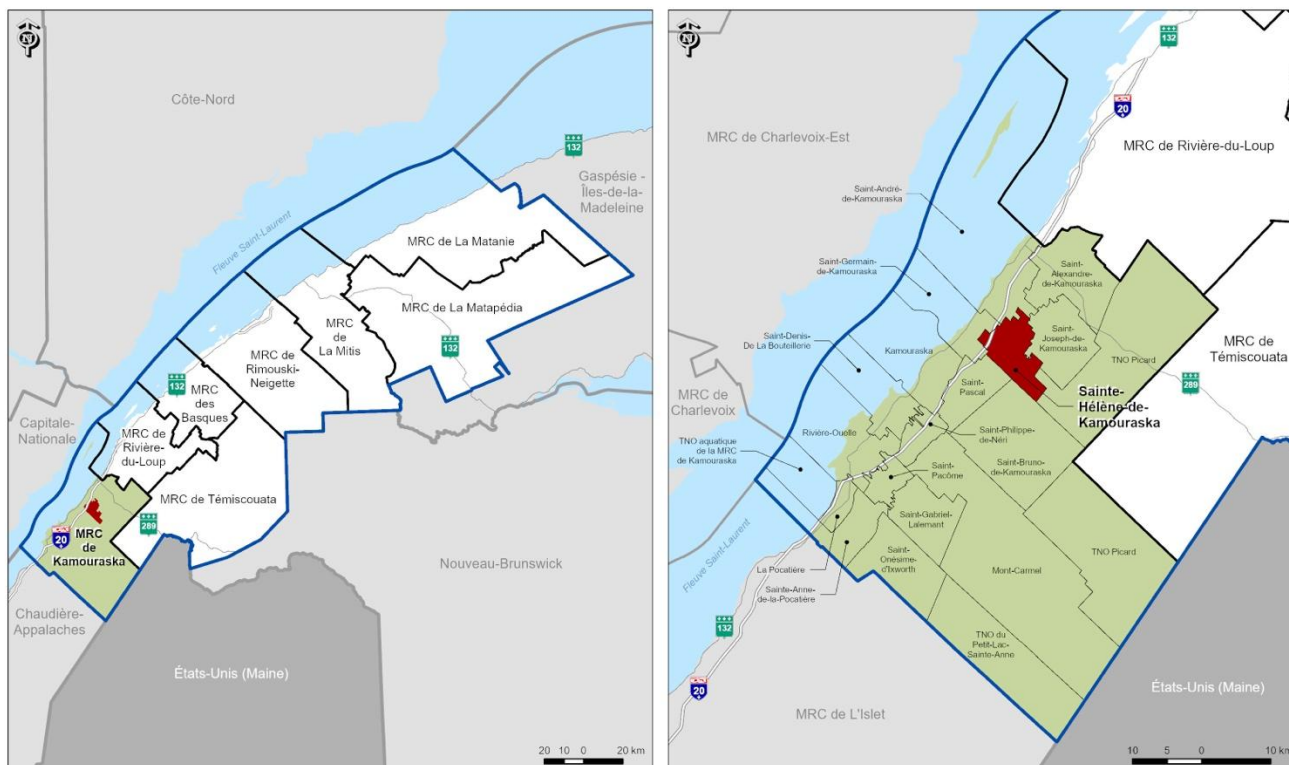 N
Côte-Nord
132
Gaspésie -
Îles-de-la-
Madeleine
Fleuve Saint-Laurent
MRC de La Matanie
MRC de La Matapédia
MRC
de
La Mitis
132
MRC de
Rimouski-
Neigette
132
MRC
des
Basques
Capitale-
Nationale
MRC de
Rivière-
du-Loup
MRC de Témiscouata
289
20
MRC
de
Kamouraska
Nouveau-Brunswick
Chaudière-
Appalaches
États-Unis (Maine)
20 10 0 20 km
N
132
20
MRC de Charlevoix-Est
MRC de Rivière-du-Loup
Saint-André-
de-Kamouraska
Saint-Germain-
de-Kamouraska
Saint-
Alexandre-
de-Kamouraska
Saint-Denis-
De La Bouteillerie
Kamouraska
Saint-
Joseph-de-
Kamouraska
TNO Picard
MRC de
Témiscouata
289
MRC de
Charlevoix
Saint-
Pascal
Sainte-
Hélène-de-
Kamouraska
Rivière-Ouelle
TNO aquatique
de la MRC
de Kamouraska
Saint-Philippe-
de-Néri
Saint-Bruno-
de-Kamouraska
Saint-
Pacôme
Saint-Gabriel-
Lalemant
Fleuve Saint-Laurent
Saint-
Onésime-
d'Ixworth
TNO Picard
La Pocatière
Mont-Carmel
Sainte-Anne-
de-la-Pocatière
132
TNO du
Petit-Lac-
Sainte-Anne
20
États-Unis (Maine)
MRC de L'Islet
10 5 0 10 km